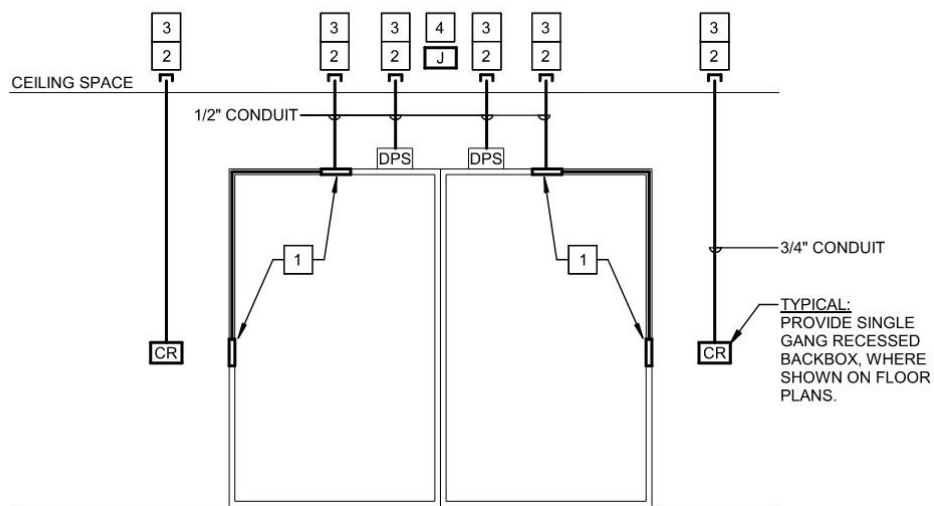 3 3 3 4 3 3 3
2 2 2 J 2 2 2
CEILING SPACE
1/2" CONDUIT
DPS DPS
1 1
3/4" CONDUIT
TYPICAL:
PROVIDE SINGLE
GANG RECESSED
BACKBOX, WHERE
SHOWN ON FLOOR
PLANS.
CR CR